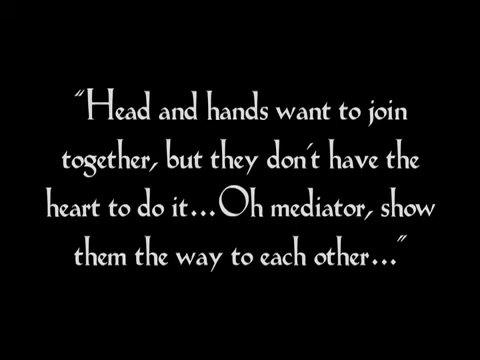 "Head and hands want to join
together, but they don't have the
heart to do it...Oh mediator, show
them the way to each other..."